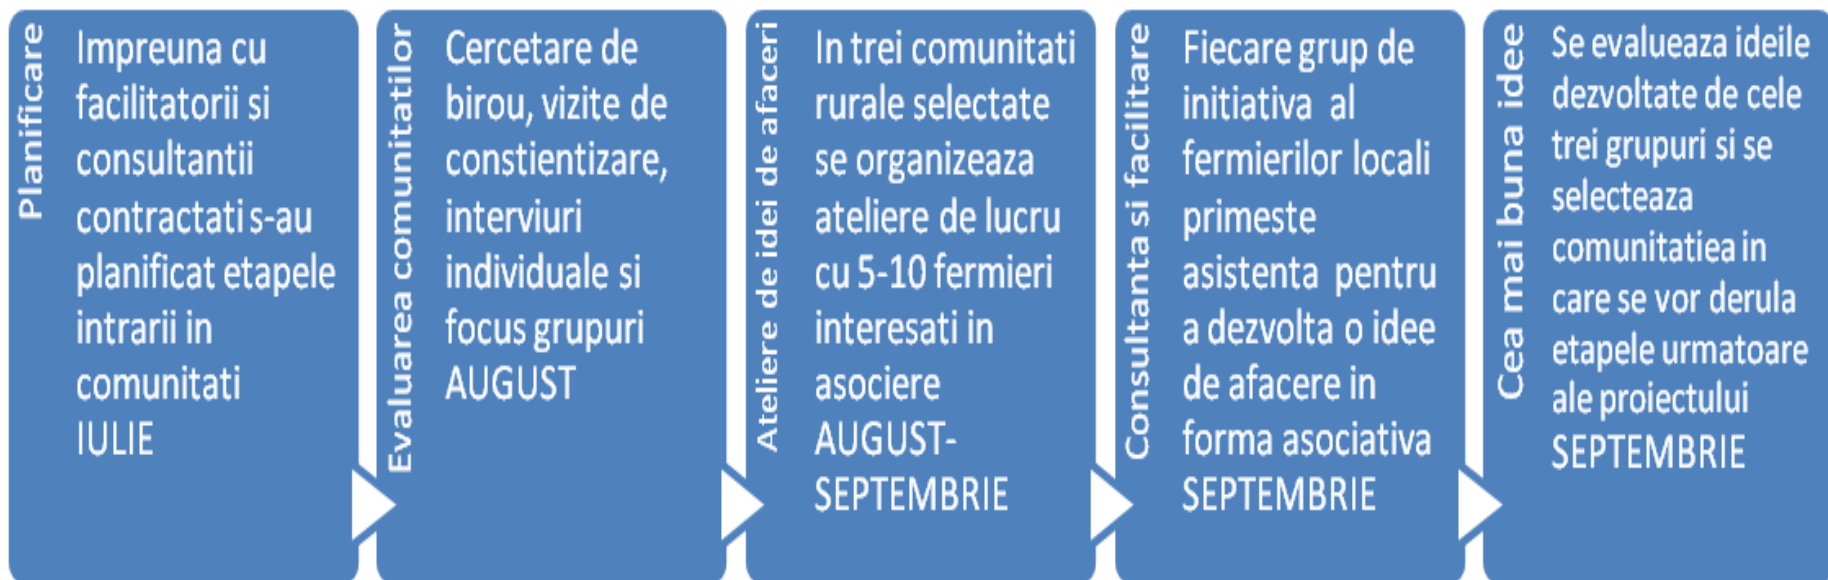 Planificare
Impreuna cu
facilitatorii si
consultantii
contractati s-au
planificat etapele
intrarii in
comunitati
IULIE
Evaluarea comunitatilor
Cercetare de
birou, vizite de
constientizare,
interviuri
individuale si
focus grupuri
AUGUST
Ateliere de idei de afaceri
In trei comunitati
rurale selectate
se organizeaza
ateliere de lucru
cu 5-10 fermieri
interesati in
asociere
AUGUST-
SEPTEMBRIE
Consultanta si facilitare
Fiecare grup de
initiativa al
fermierilor locali
primeste
asistenta pentru
a dezvolta o idee
de afacere in
forma asociativa
SEPTEMBRIE
Cea mai buna idee
Se evalueaza ideile
dezvoltate de cele
trei grupuri si se
selecteaza
comunitatiea in
care se vor derula
etapele urmatoare
ale proiectului
SEPTEMBRIE